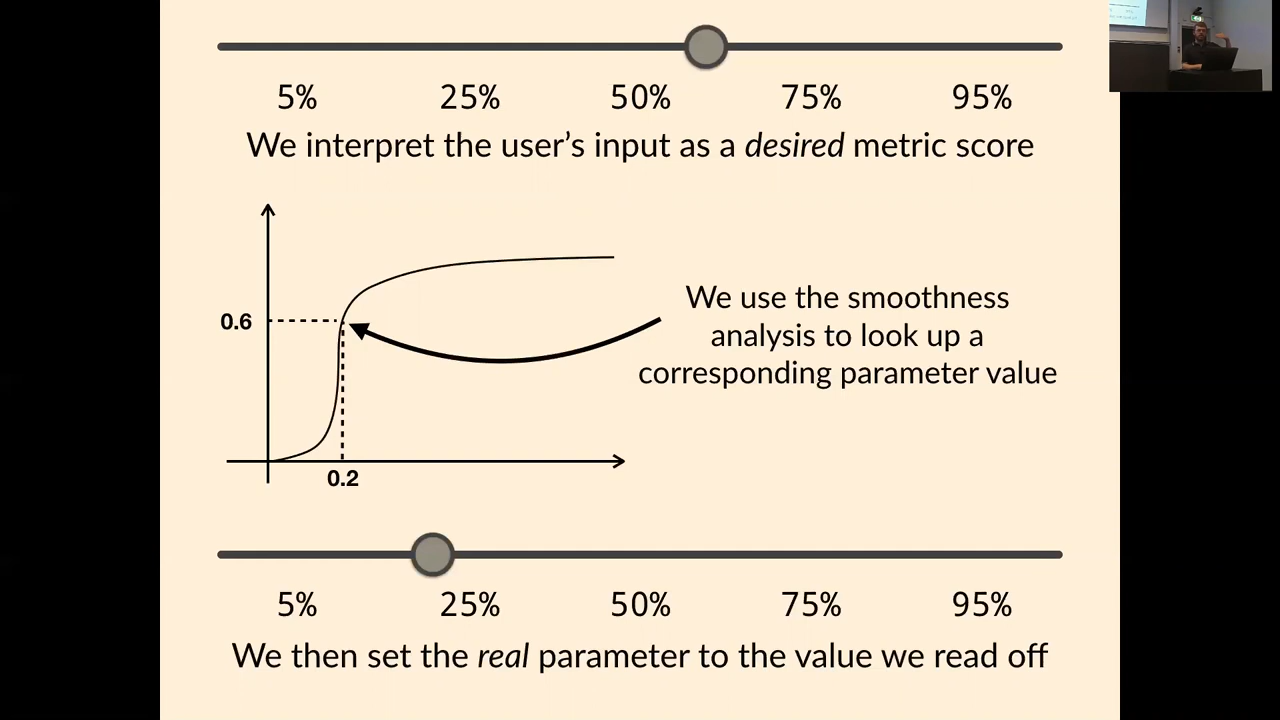 5% 25% 50% 75% 95%
We interpret the user’s input as a desired metric score
0.6
We use the smoothness
analysis to look up a
corresponding parameter value
0.2
5% 25% 50% 75% 95%
We then set the real parameter to the value we read off